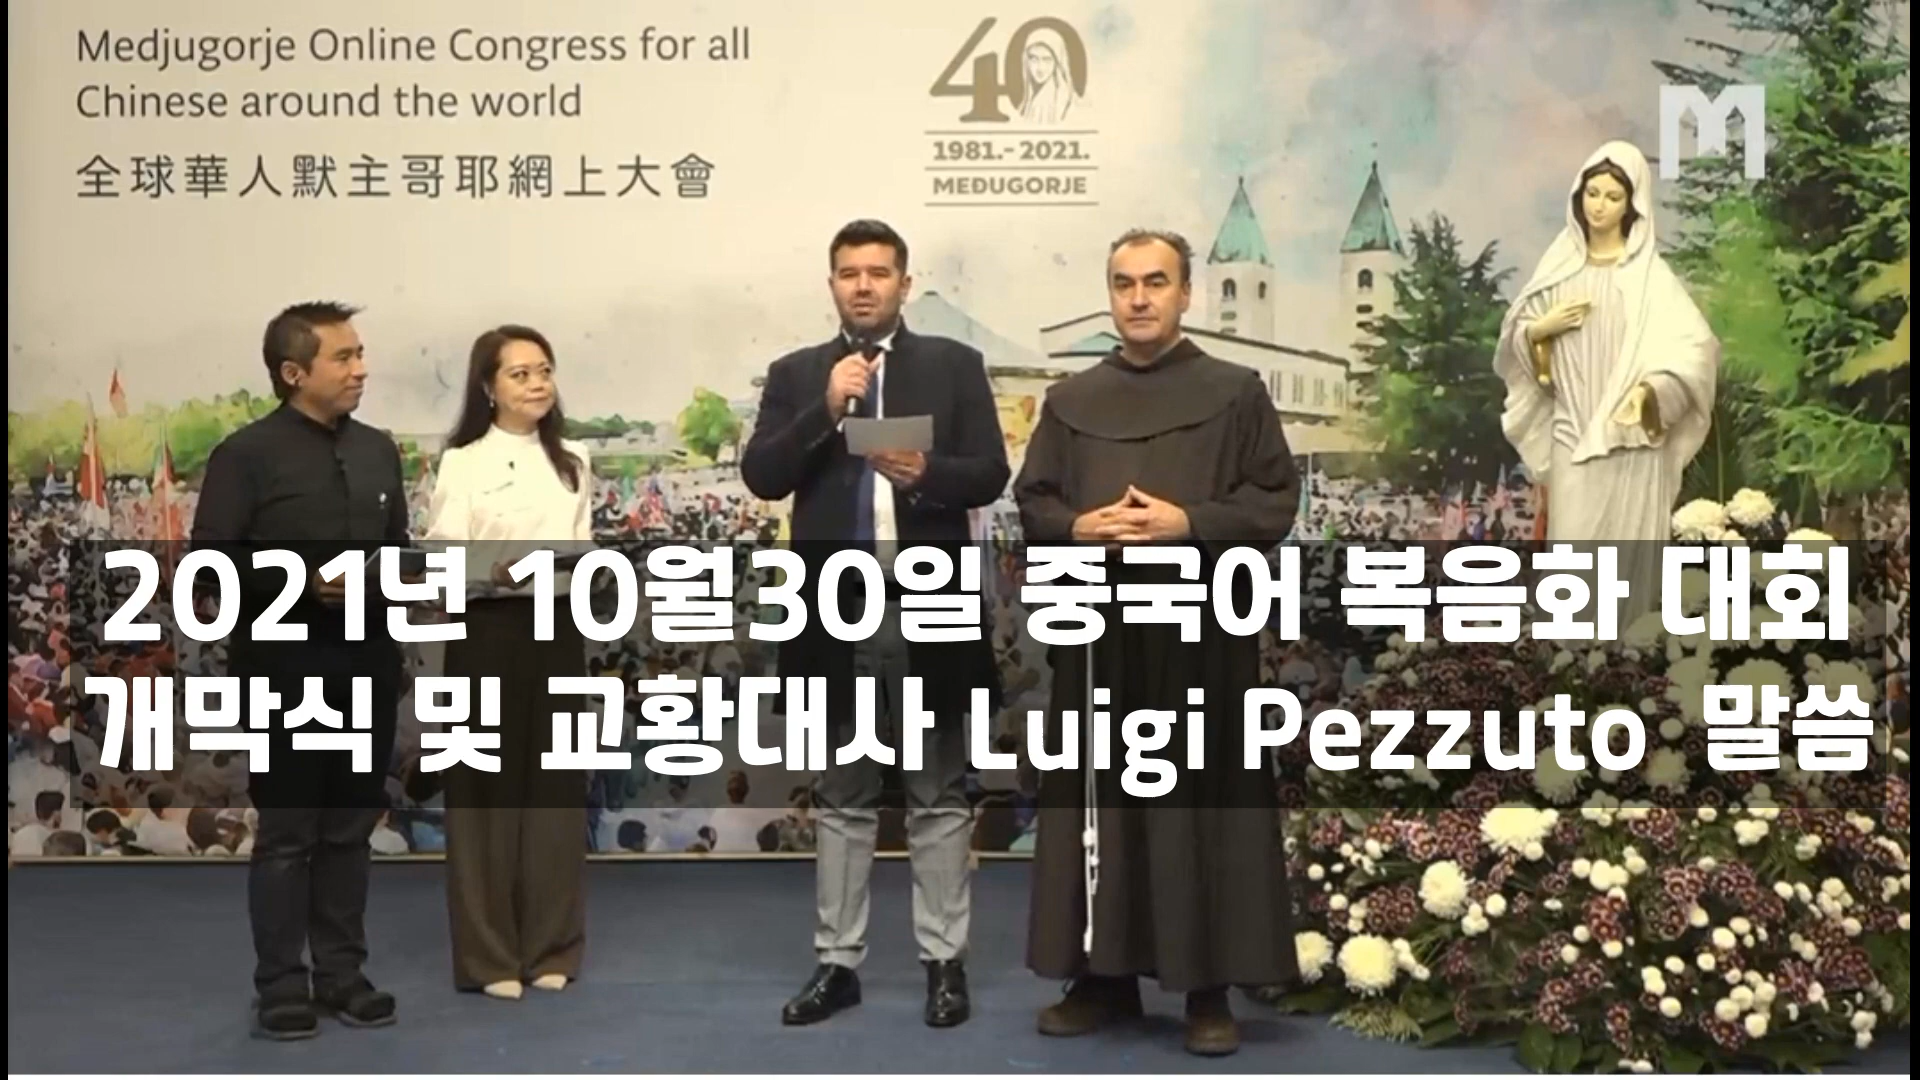 Medjugorje Online Congress for all
Chinese around the world
全球華人默主哥耶網上大會
40
1981.-2021.
MEĐUGORJE
M
2021년 10월30일 중국어 복음화 대회
개막식 및 교황대사 Luigi Pezzuto 말씀